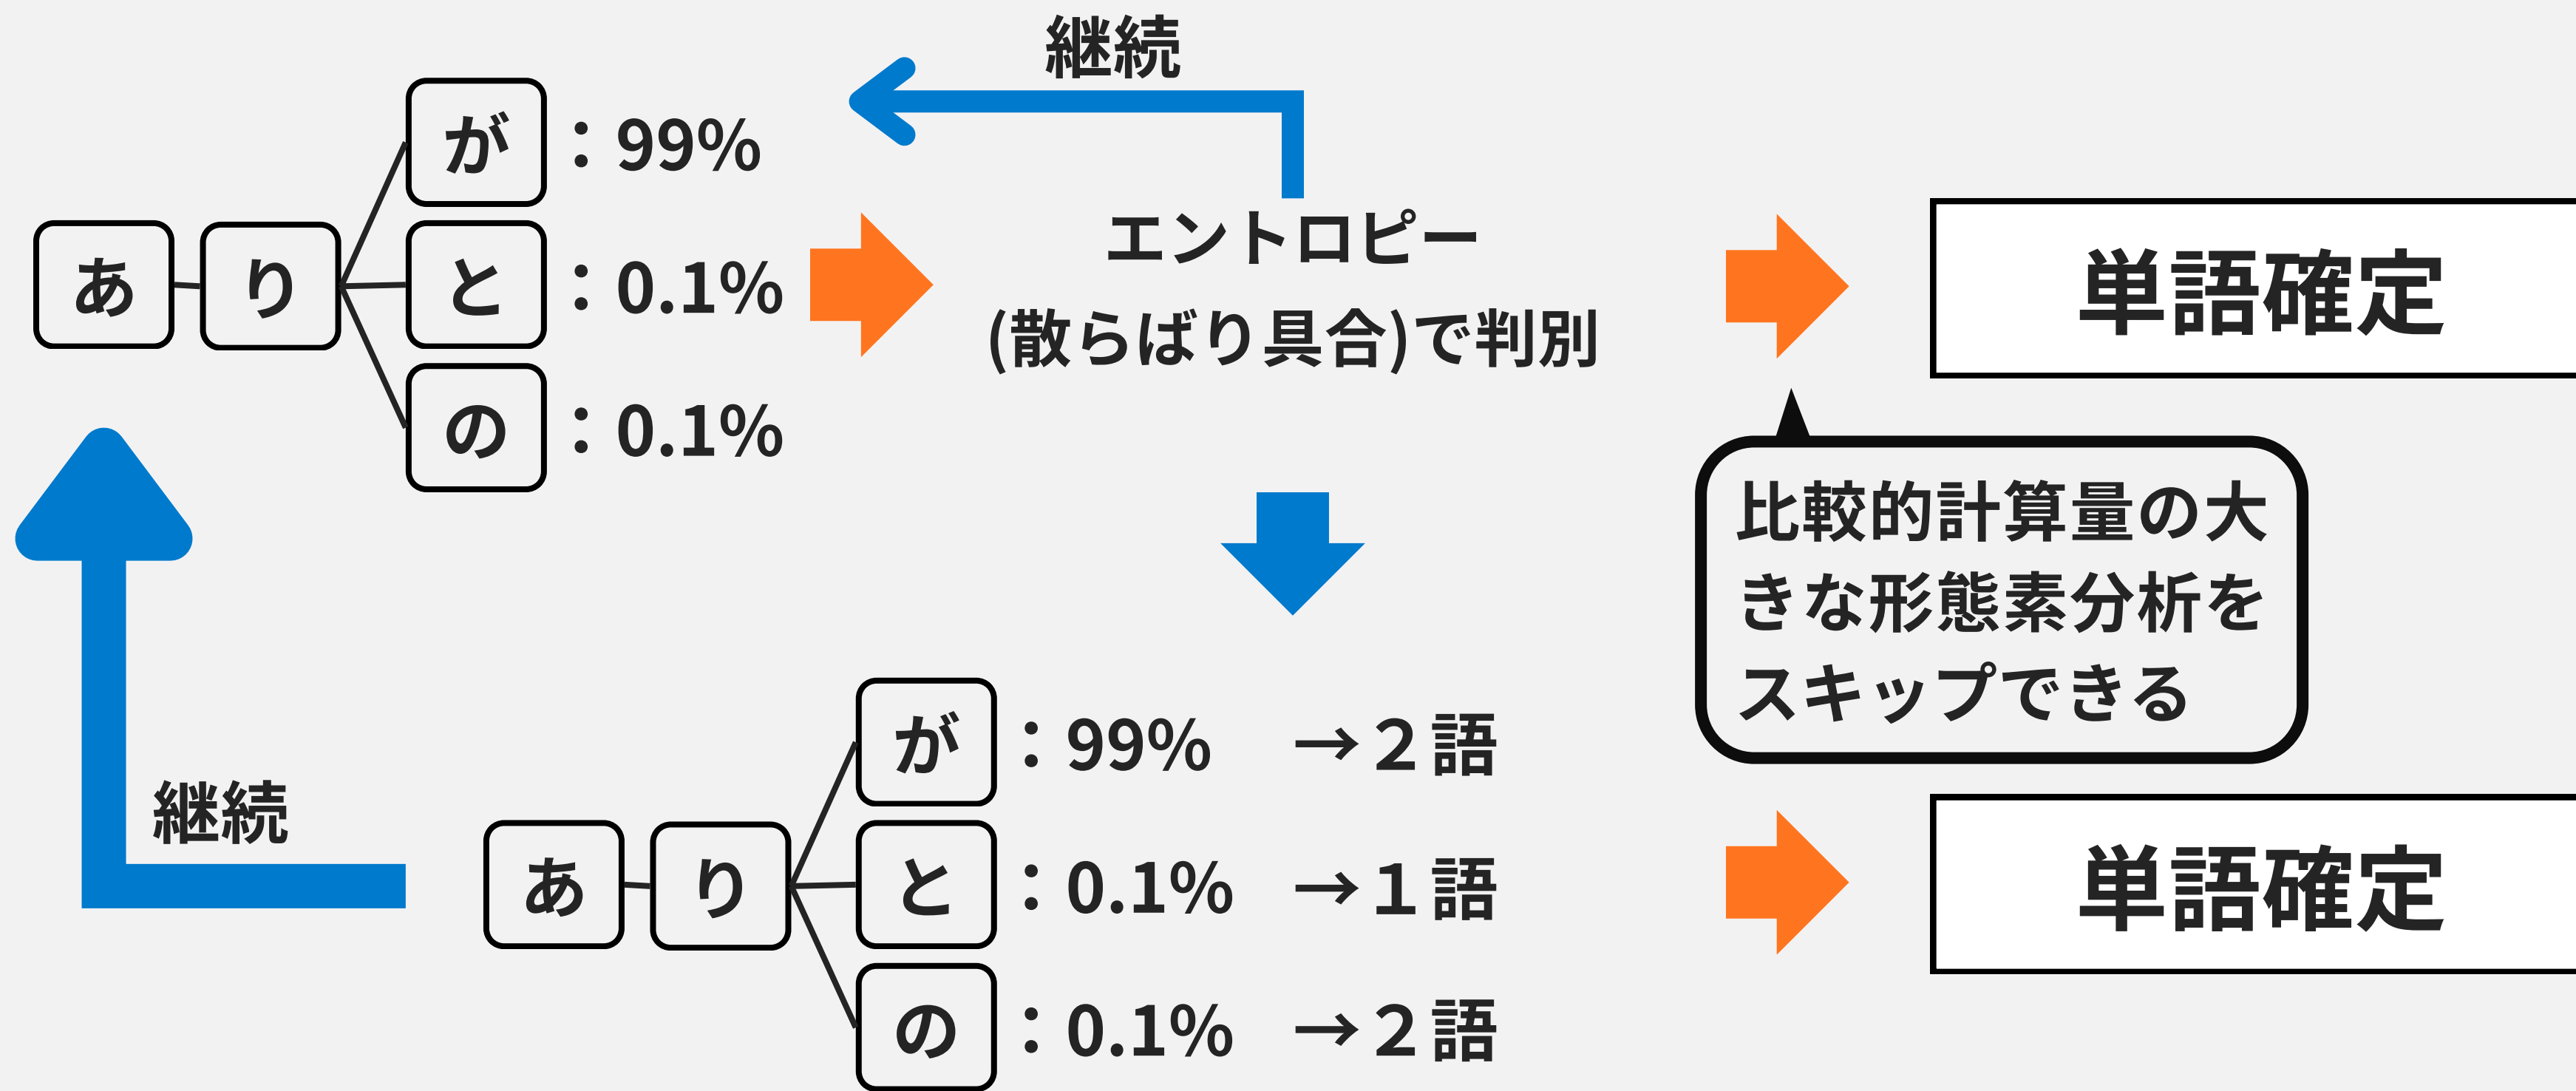 継続
が：99%
あり
と：0.1%
の：0.1%
エントロピー
(散らばり具合)で判別
単語確定
比較的計算量の大
きな形態素分析を
スキップできる
継続
が：99%　→２語
あり
と：0.1%　→１語
の：0.1%　→２語
単語確定